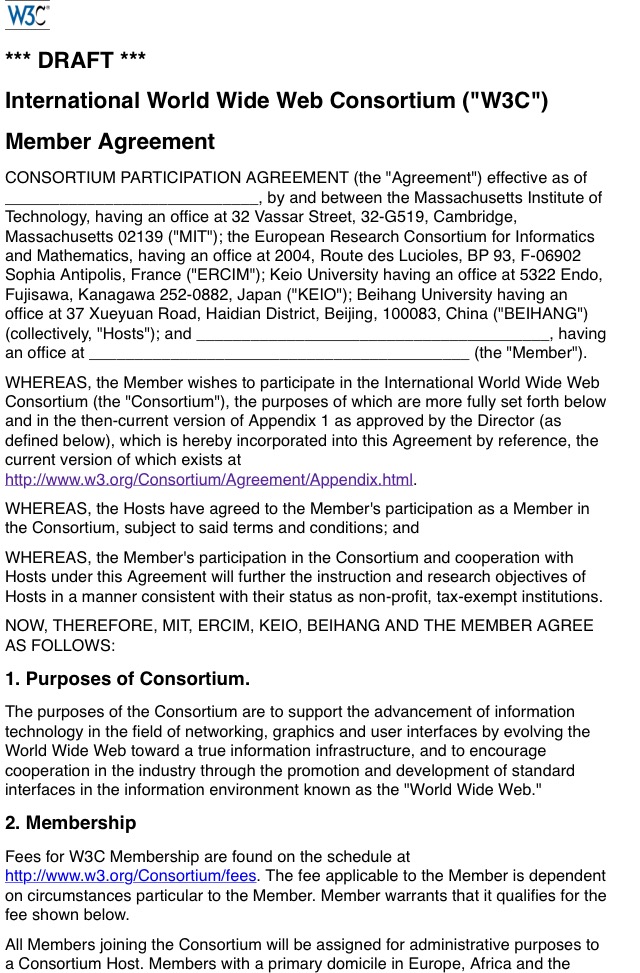 W3C®
*** DRAFT ***
International World Wide Web Consortium ("W3C")
Member Agreement
CONSORTIUM PARTICIPATION AGREEMENT (the "Agreement") effective as of
______________________________, by and between the Massachusetts Institute of
Technology, having an office at 32 Vassar Street, 32-G519, Cambridge,
Massachusetts 02139 ("MIT"); the European Research Consortium for Informatics
and Mathematics, having an office at 2004, Route des Lucioles, BP 93, F-06902
Sophia Antipolis, France ("ERCIM"); Keio University having an office at 5322 Endo,
Fujisawa, Kanagawa 252-0882, Japan ("KEIO"); Beihang University having an
office at 37 Xueyuan Road, Haidian District, Beijing, 100083, China ("BEIHANG")
(collectively, "Hosts"); and __________________________________________, having
an office at _____________________________________________ (the "Member").
WHEREAS, the Member wishes to participate in the International World Wide Web
Consortium (the "Consortium"), the purposes of which are more fully set forth below
and in the then-current version of Appendix 1 as approved by the Director (as
defined below), which is hereby incorporated into this Agreement by reference, the
current version of which exists at
http://www.w3.org/Consortium/Agreement/Appendix.html.
WHEREAS, the Hosts have agreed to the Member's participation as a Member in
the Consortium, subject to said terms and conditions; and
WHEREAS, the Member's participation in the Consortium and cooperation with
Hosts under this Agreement will further the instruction and research objectives of
Hosts in a manner consistent with their status as non-profit, tax-exempt institutions.
NOW, THEREFORE, MIT, ERCIM, KEIO, BEIHANG AND THE MEMBER AGREE
AS FOLLOWS:
1. Purposes of Consortium.
The purposes of the Consortium are to support the advancement of information
technology in the field of networking, graphics and user interfaces by evolving the
World Wide Web toward a true information infrastructure, and to encourage
cooperation in the industry through the promotion and development of standard
interfaces in the information environment known as the "World Wide Web."
2. Membership
Fees for W3C Membership are found on the schedule at
http://www.w3.org/Consortium/fees. The fee applicable to the Member is dependent
on circumstances particular to the Member. Member warrants that it qualifies for the
fee shown below.
All Members joining the Consortium will be assigned for administrative purposes to
a Consortium Host. Members with a primary domicile in Europe, Africa and the